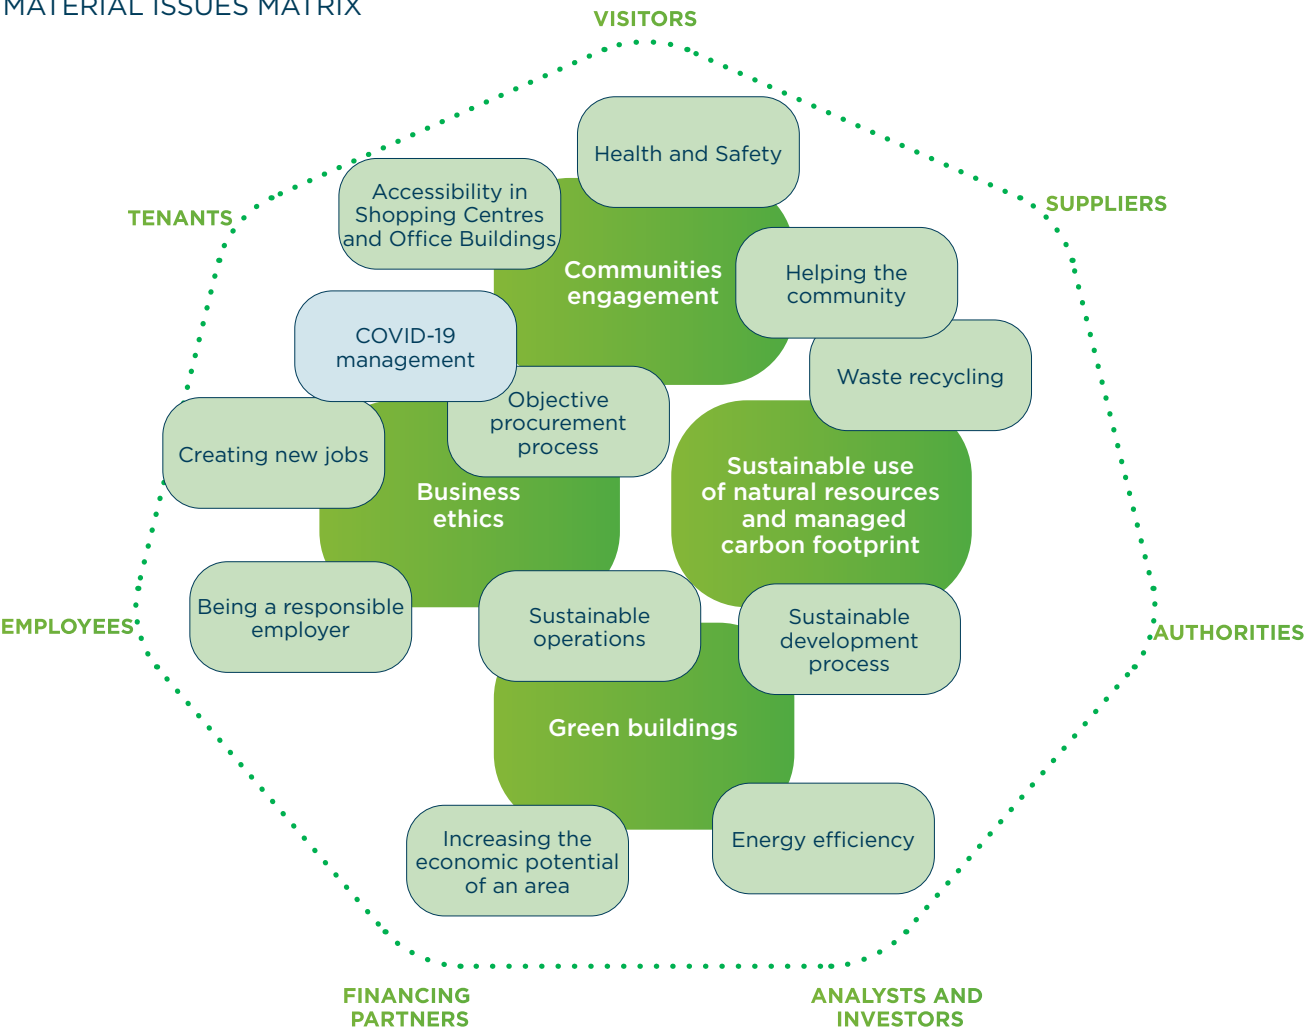 MATERIAL ISSUES MATRIX
VISITORS
Health and Safety
Accessibility in
Shopping Centres
and Office Buildings
TENANTS
SUPPLIERS
Communities
engagement
Helping the
community
COVID-19
management
Waste recycling
Objective
procurement
process
Creating new jobs
Business
ethics
Sustainable use
of natural resources
and managed
carbon footprint
Being a responsible
employer
Sustainable
operations
Sustainable
development
process
EMPLOYEES
AUTHORITIES
Green buildings
Increasing the
economic potential
of an area
Energy efficiency
FINANCING
PARTNERS
ANALYSTS AND
INVESTORS